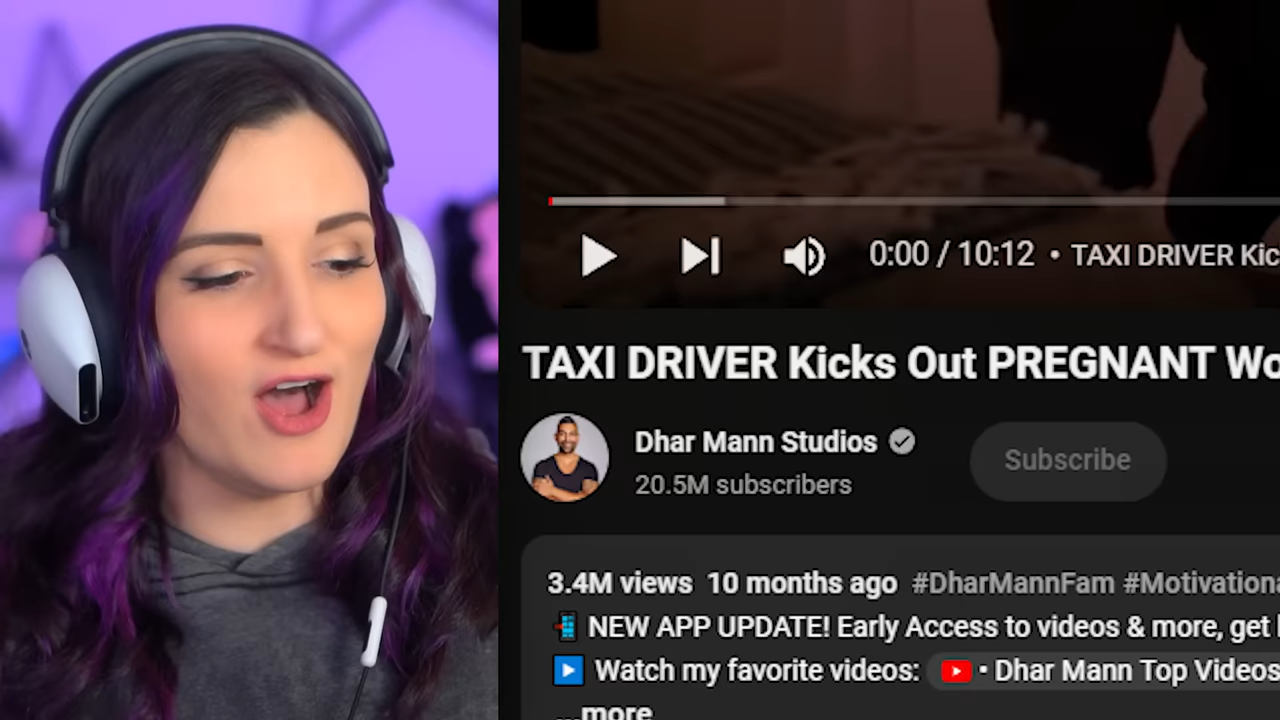 0:00 / 10:12 • TAXI DRIVER Kic
TAXI DRIVER Kicks Out PREGNANT Wo
Dhar Mann Studios
20.5M subscribers
Subscribe
3.4M views 10 months ago #DharMannFam #Motivationa
NEW APP UPDATE! Early Access to videos & more, get
Watch my favorite videos: • Dhar Mann Top Videos
...more